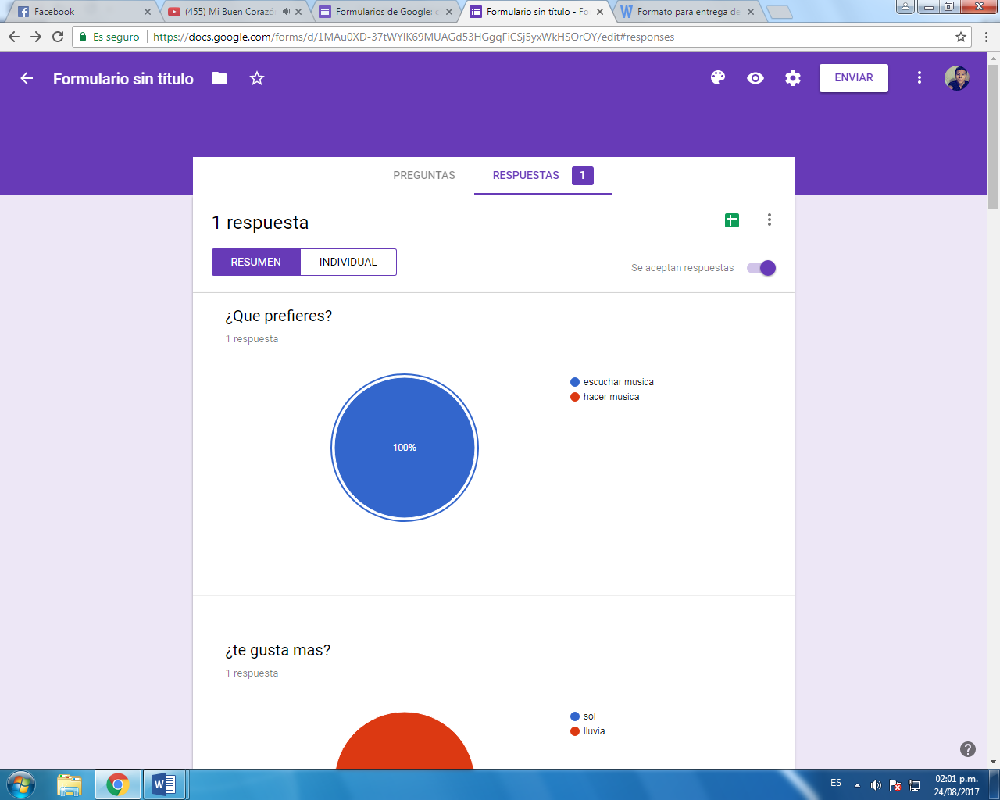 Facebook
(455) Mi Buen Corazó
Formularios de Google: c
Formulario sin título - Fo
Formato para entrega de
Es seguro
https://docs.google.com/forms/d/1MAu0XD-37tWYIK69MUAGd53HGgqFiCSj5yxWkHSOrOY/edit#responses
Formulario sin título
ENVIAR
PREGUNTAS
RESPUESTAS
1
1 respuesta
RESUMEN
INDIVIDUAL
Se aceptan respuestas
¿Que prefieres?
1 respuesta
100%
escuchar musica
hacer musica
¿te gusta mas?
1 respuesta
sol
lluvia
ES
02:01 p.m.
24/08/2017